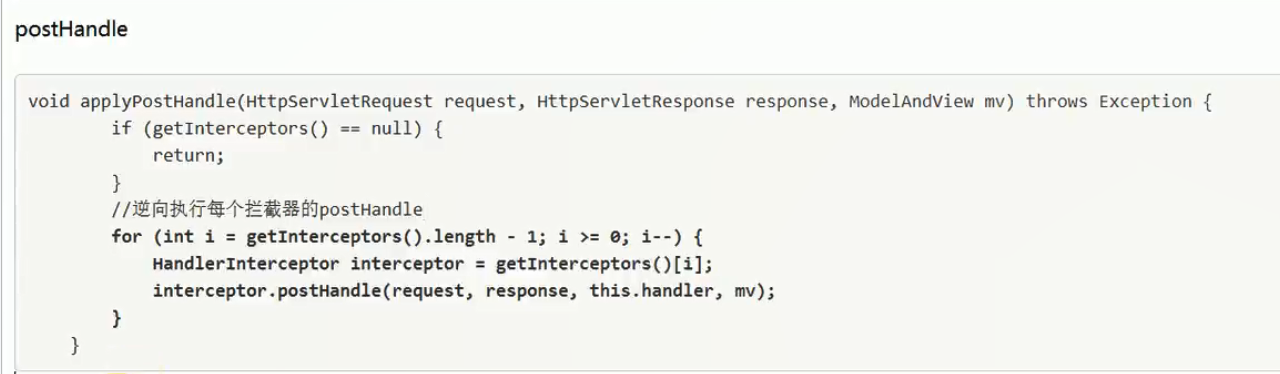 postHandle
void applyPostHandle(HttpServletRequest request, HttpServletResponse response, ModelAndView mv) throws Exception {
if (getInterceptors() == null) {
return;
}
//逆向执行每个拦截器的postHandle
for (int i = getInterceptors().length - 1; i >= 0; i--) {
HandlerInterceptor interceptor = getInterceptors()[i];
interceptor.postHandle(request, response, this.handler, mv);
}
}